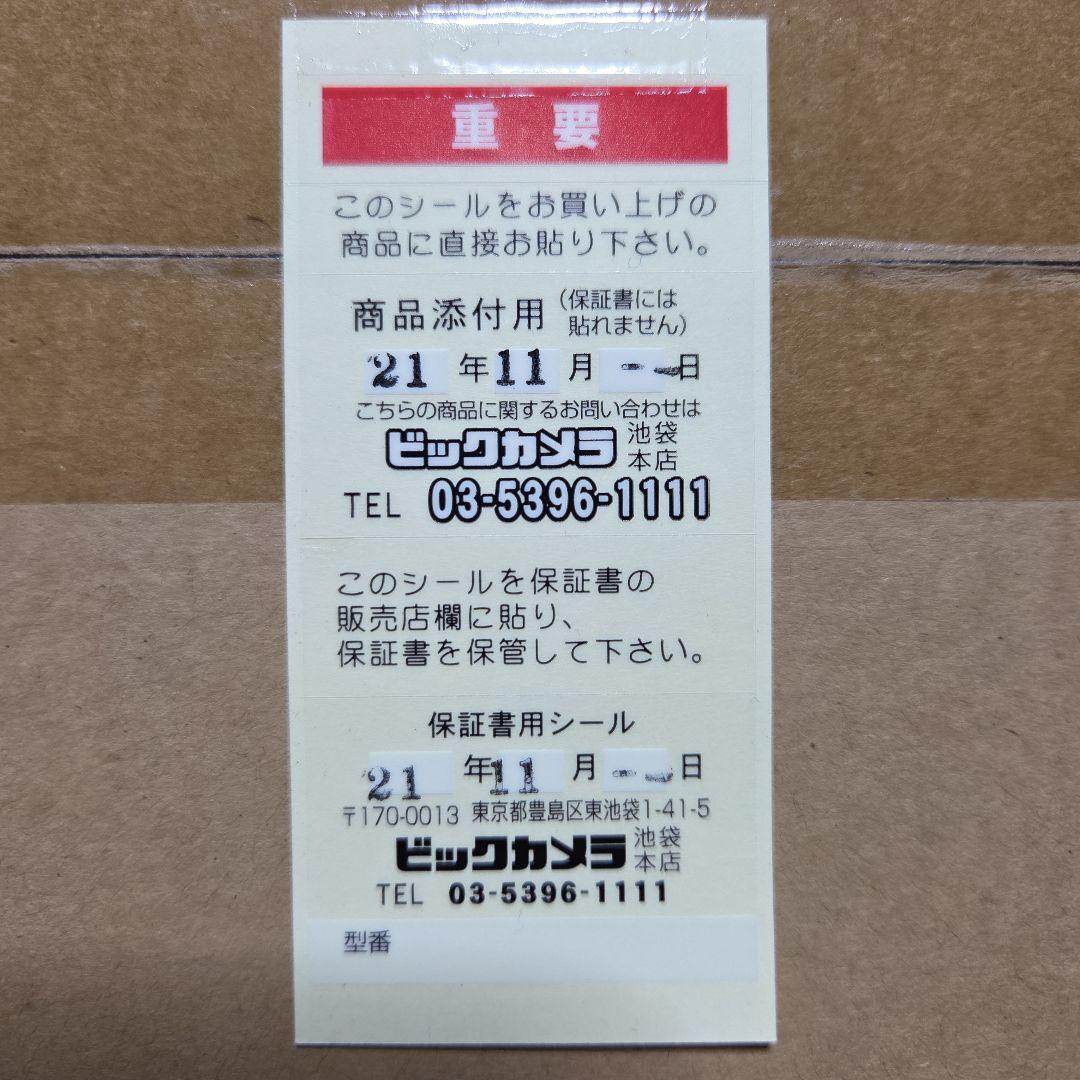 重要
このシールをお買い上げの
商品に直接お貼り下さい。
商品添付用 (保証書には
貼れません)
21 年 11 月 -- 日
こちらの商品に関するお問い合わせは
ビックカメラ 池袋
本店
TEL 03-5396-1111
このシールを保証書の
販売店欄に貼り、
保証書を保管して下さい。
保証書用シール
21 年 11 月 -- 日
〒170-0013 東京都豊島区東池袋1-41-5
ビックカメラ 池袋
本店
TEL 03-5396-1111
型番